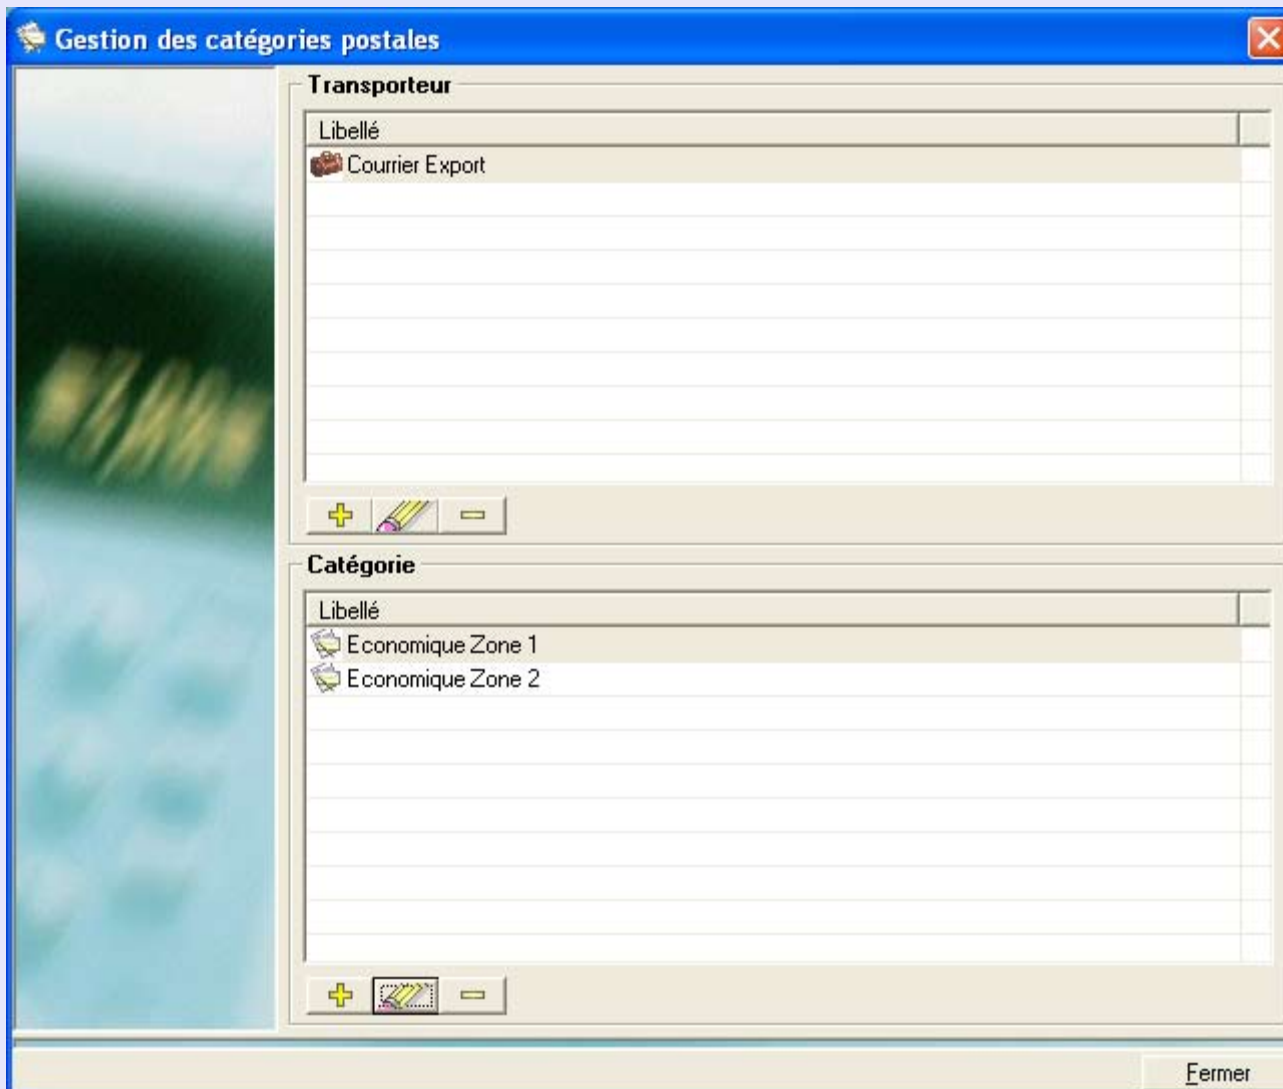 Gestion des catégories postales
Transporteur
Libellé
Courrier Export
Catégorie
Libellé
Economique Zone 1
Economique Zone 2
Fermer